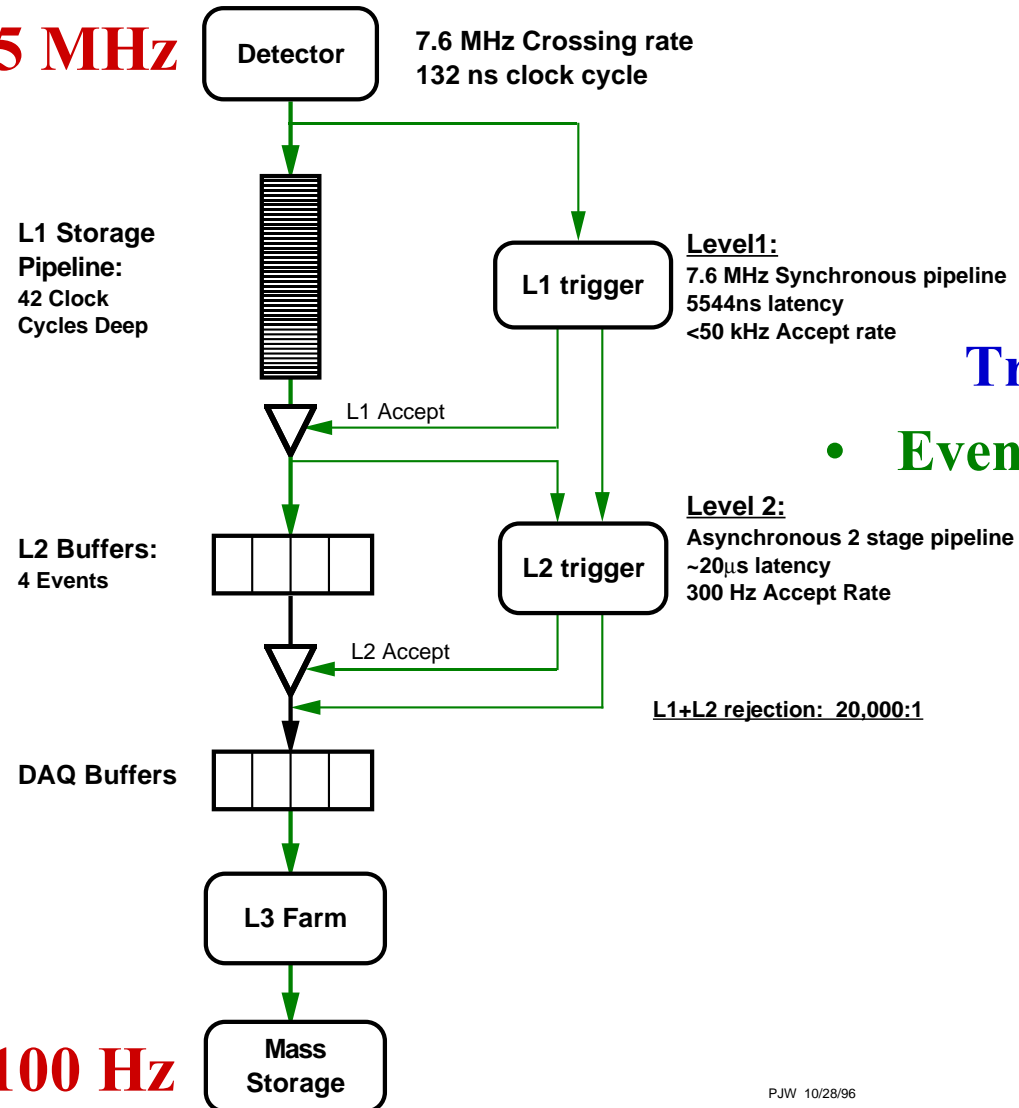 5 MHz
Detector
7.6 MHz Crossing rate
132 ns clock cycle
L1 Storage
Pipeline:
42 Clock
Cycles Deep
L1 trigger
Level1:
7.6 MHz Synchronous pipeline
5544ns latency
<50 kHz Accept rate
L1 Accept
L2 Buffers:
4 Events
L2 trigger
Level 2:
Asynchronous 2 stage pipeline
~20μs latency
300 Hz Accept Rate
L2 Accept
L1+L2 rejection: 20,000:1
DAQ Buffers
L3 Farm
Mass
Storage
100 Hz
PJW 10/28/96